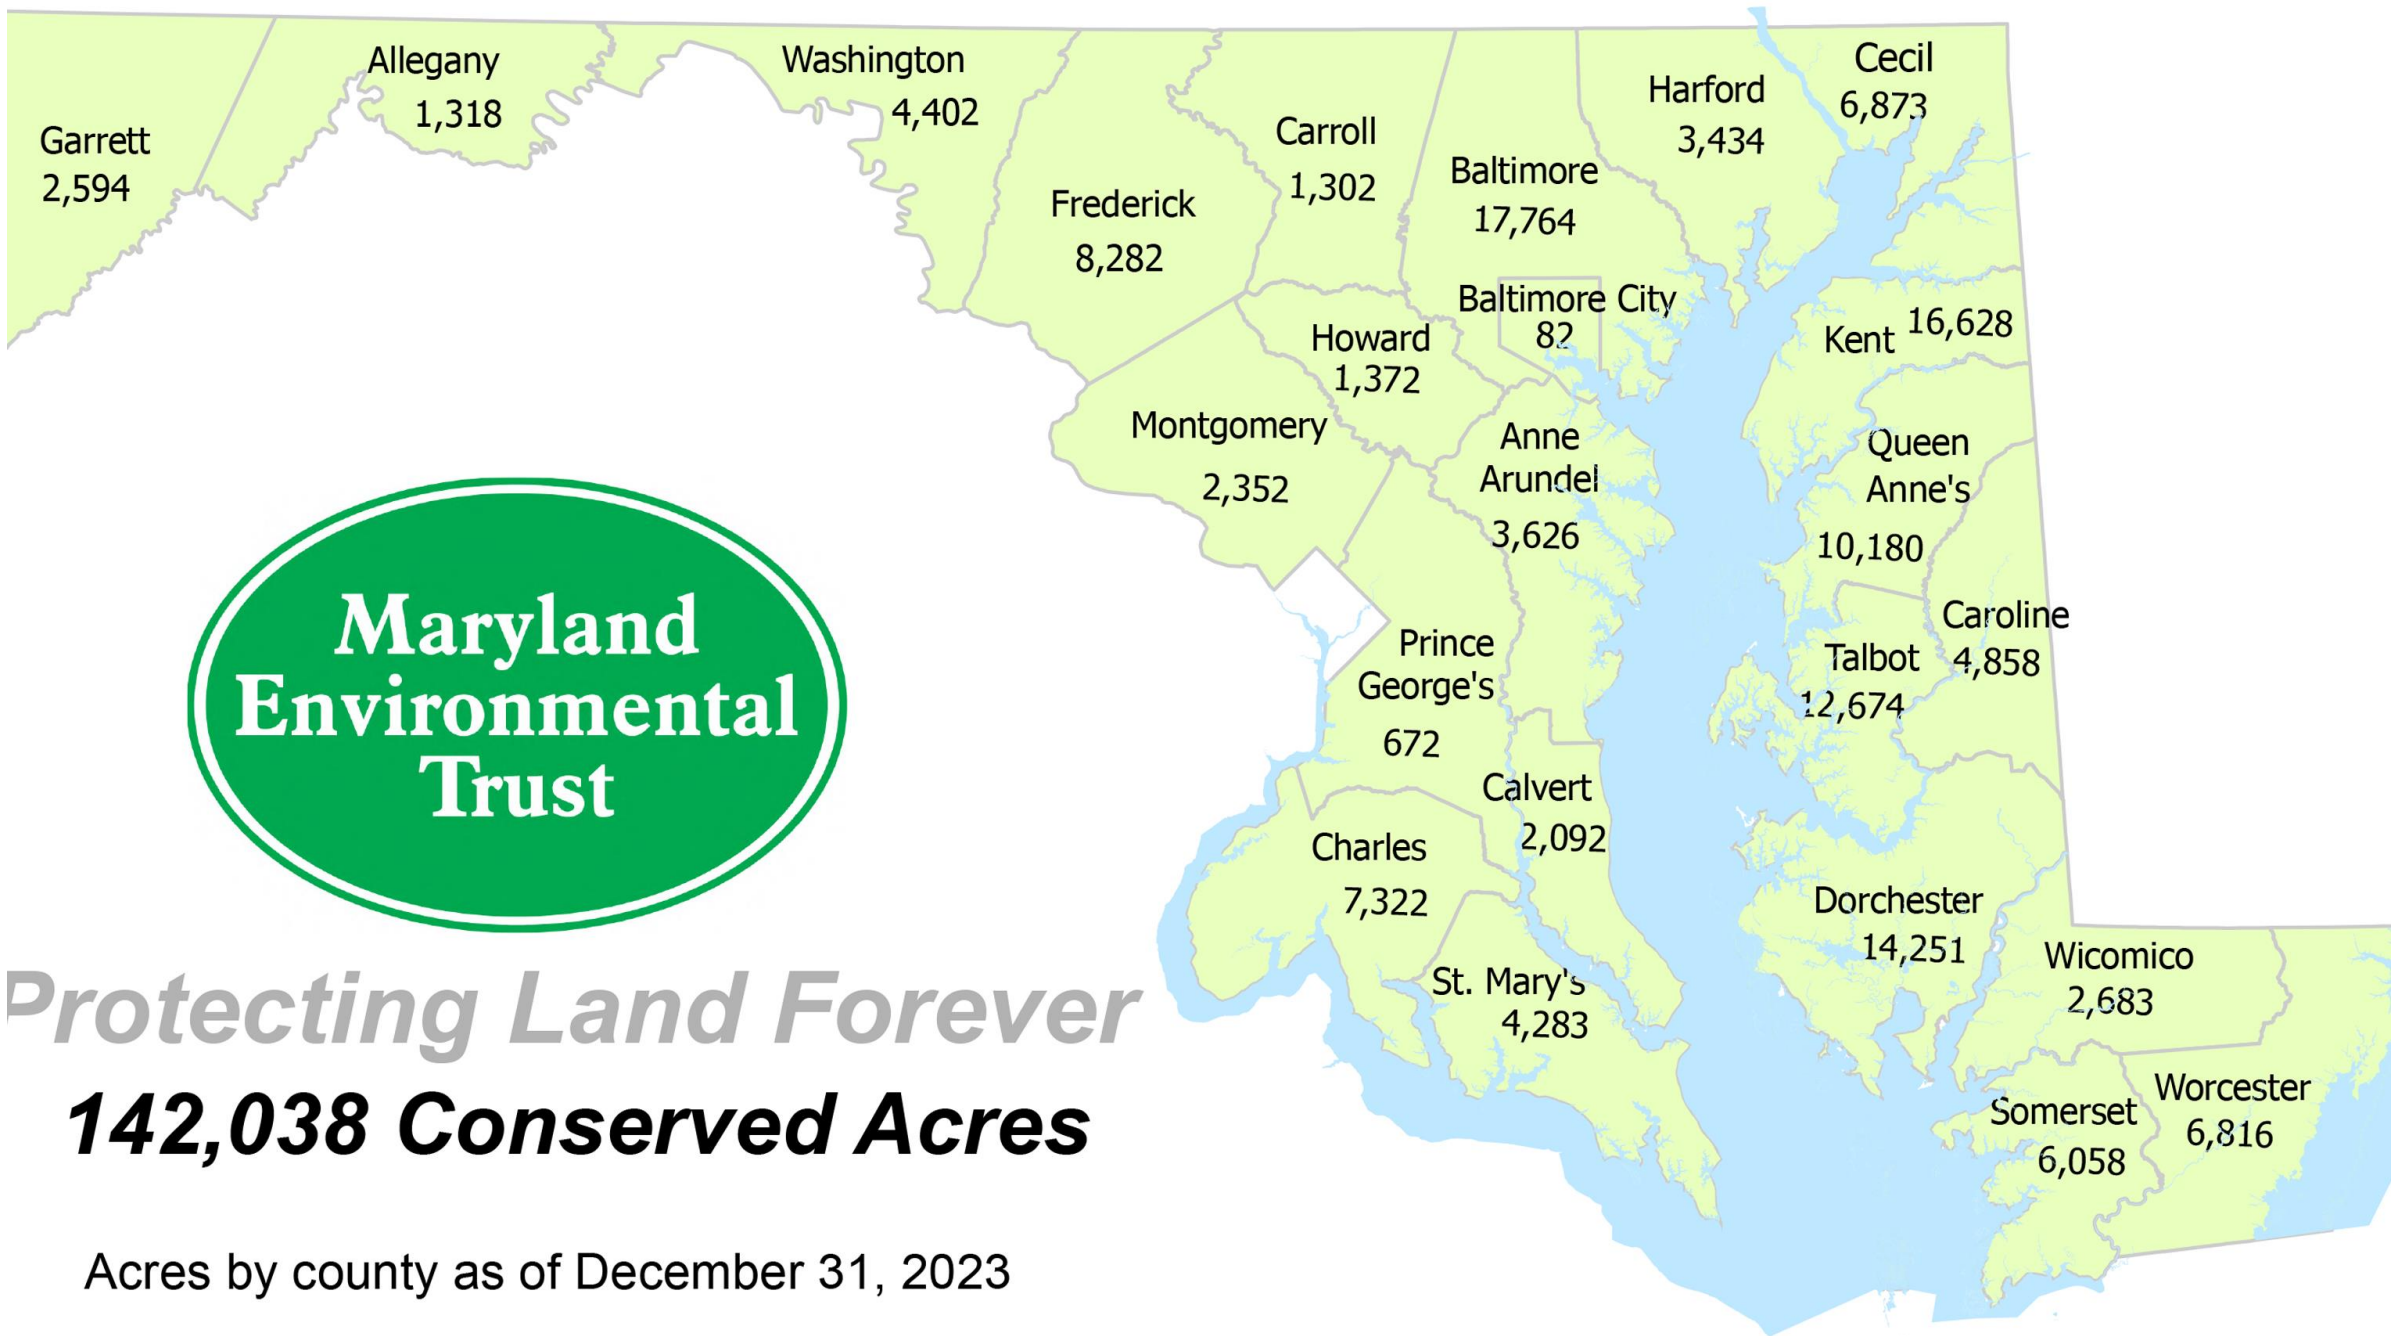 Garrett
2,594
Allegany
1,318
Washington
4,402
Frederick
8,282
Carroll
1,302
Baltimore
17,764
Harford
3,434
Cecil
6,873
Baltimore City
82
Howard
1,372
Montgomery
2,352
Anne
Arundel
3,626
Kent 16,628
Queen
Anne's
10,180
Caroline
4,858
Talbot
12,674
Prince
George's
672
Calvert
2,092
Charles
7,322
St. Mary's
4,283
Dorchester
14,251
Wicomico
2,683
Worcester
6,816
Somerset
6,058
Maryland
Environmental
Trust
Protecting Land Forever
142,038 Conserved Acres
Acres by county as of December 31, 2023